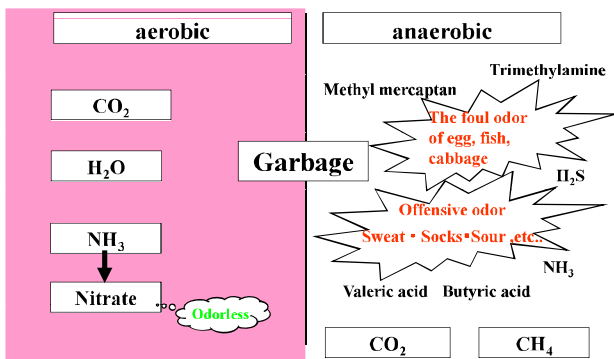 aerobic
anaerobic
CO2
H2O
NH3
Nitrate
Odorless
Garbage
Trimethylamine
Methyl mercaptan
The foul odor
of egg, fish,
cabbage
H2S
Offensive odor
Sweat・Socks・Sour ,etc..
NH3
Valeric acid
Butyric acid
CO2
CH4